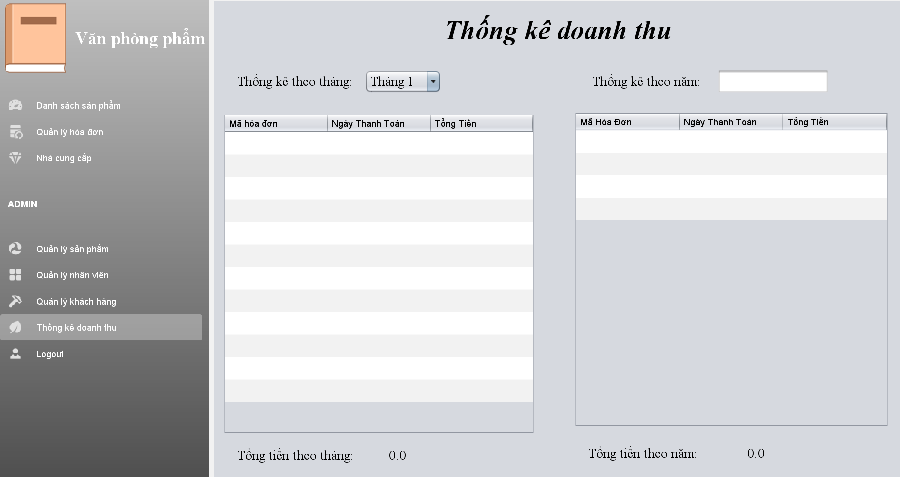 Văn phòng phẩm
Danh sách sản phẩm
Quản lý hóa đơn
Nhà cung cấp
ADMIN
Quản lý sản phẩm
Quản lý nhân viên
Quản lý khách hàng
Thống kê doanh thu
Logout
Thống kê doanh thu
Thống kê theo tháng: Tháng 1
Mã hóa đơn Ngày Thanh Toán Tổng Tiền
Tổng tiền theo tháng: 0.0
Thống kê theo năm:
Mã Hóa Đơn Ngày Thanh Toán Tổng Tiền
Tổng tiền theo năm: 0.0